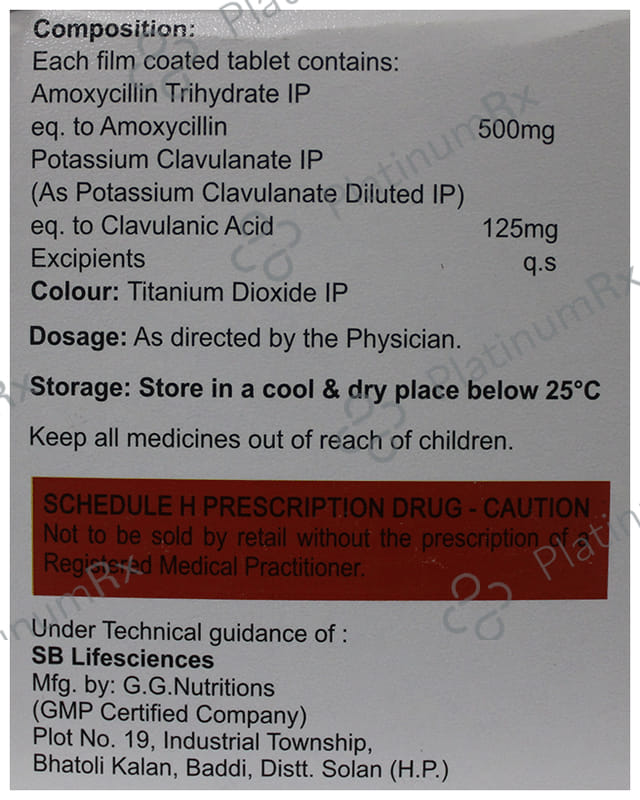 Composition:
Each film coated tablet contains:
Amoxycillin Trihydrate IP
eq. to Amoxycillin 500mg
Potassium Clavulanate IP
(As Potassium Clavulanate Diluted IP)
eq. to Clavulanic Acid 125mg
Excipients q.s
Colour: Titanium Dioxide IP
Dosage: As directed by the Physician.
Storage: Store in a cool & dry place below 25°C
Keep all medicines out of reach of children.
SCHEDULE H PRESCRIPTION DRUG - CAUTION
Not to be sold by retail without the prescription of a
Registered Medical Practitioner.
Under Technical guidance of :
SB Lifesciences
Mfg. by: G.G.Nutritions
(GMP Certified Company)
Plot No. 19, Industrial Township,
Bhatoli Kalan, Baddi, Distt. Solan (H.P.)
PlatinumRx
PlatinumRx